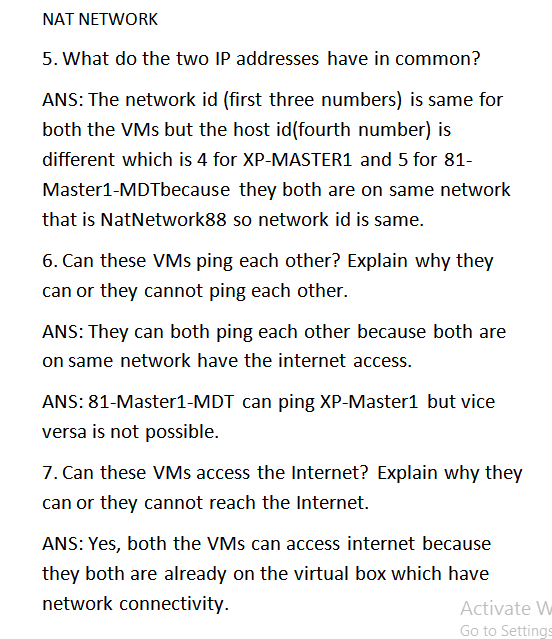 NAT NETWORK
5. What do the two IP addresses have in common?
ANS: The network id (first three numbers) is same for
both the VMs but the host id(fourth number) is
different which is 4 for XP-MASTER1 and 5 for 81-
Master1-MDTbecause they both are on same network
that is NatNetwork88 so network id is same.
6. Can these VMs ping each other? Explain why they
can or they cannot ping each other.
ANS: They can both ping each other because both are
on same network have the internet access.
ANS: 81-Master1-MDT can ping XP-Master1 but vice
versa is not possible.
7. Can these VMs access the Internet? Explain why they
can or they cannot reach the Internet.
ANS: Yes, both the VMs can access internet because
they both are already on the virtual box which have
network connectivity.
Activate W
Go to Settings